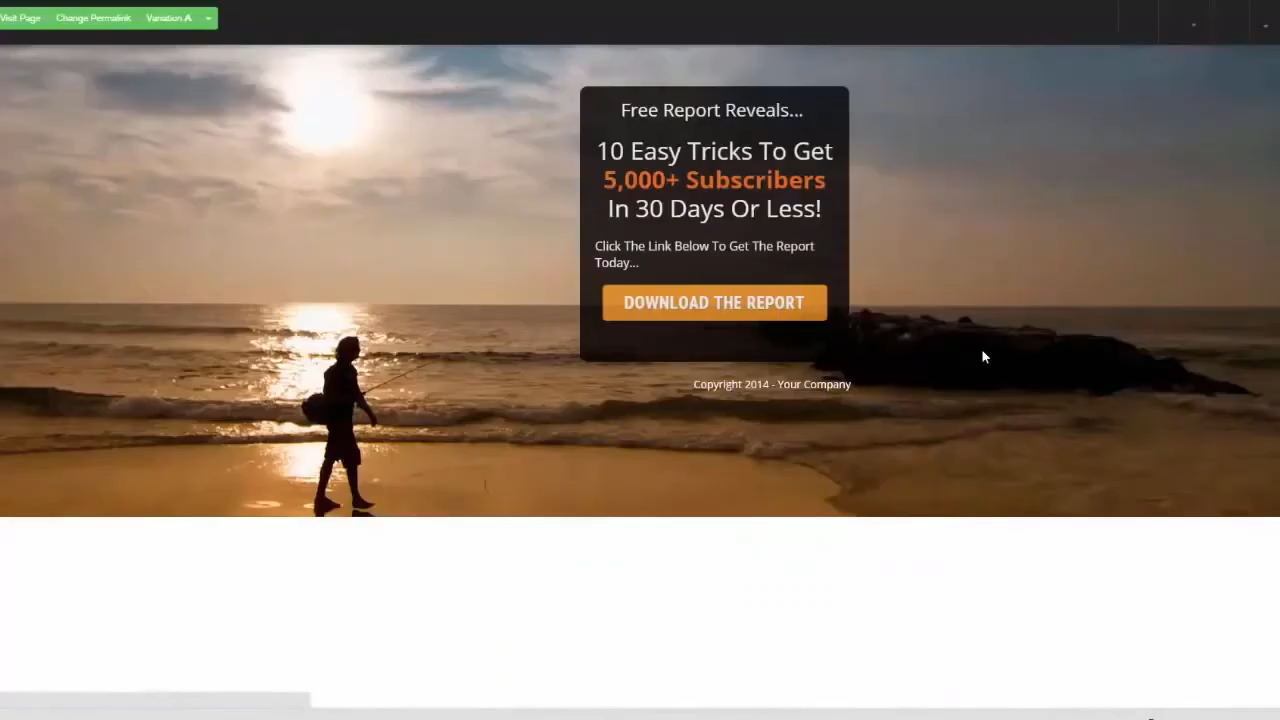 Visit Page Change Permalink Variation A
Free Report Reveals...
10 Easy Tricks To Get
5,000+ Subscribers
In 30 Days Or Less!
Click The Link Below To Get The Report
Today...
DOWNLOAD THE REPORT
Copyright 2014 - Your Company